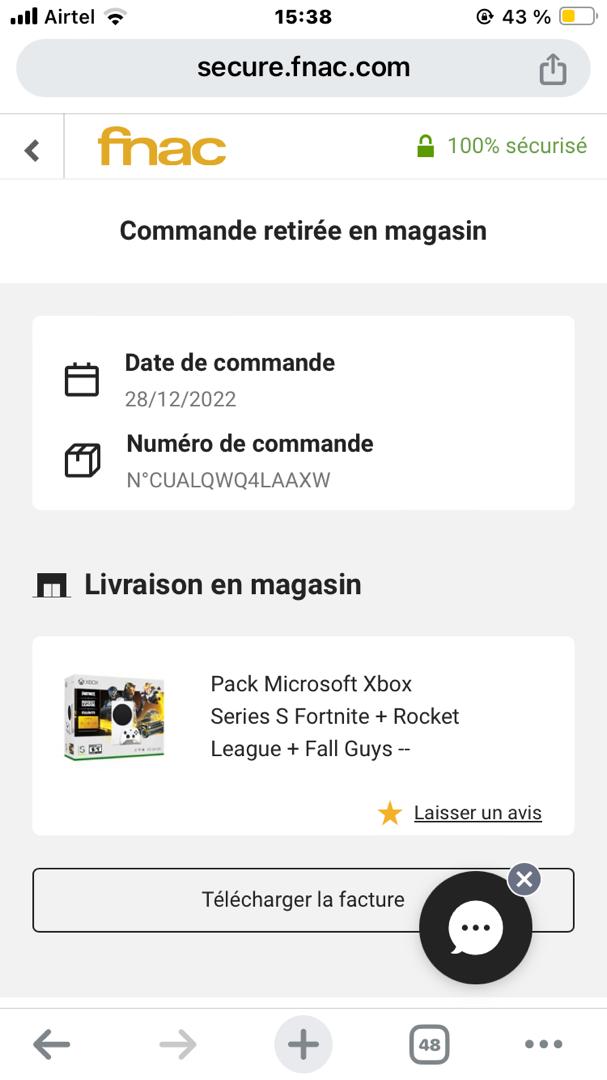 Airtel 15:38 43 %
secure.fnac.com
fnac 100% sécurisé
Commande retirée en magasin
Date de commande
28/12/2022
Numéro de commande
N°CUALQWQ4LAAXW
Livraison en magasin
Pack Microsoft Xbox
Series S Fortnite + Rocket
League + Fall Guys --
Laisser un avis
Télécharger la facture
48